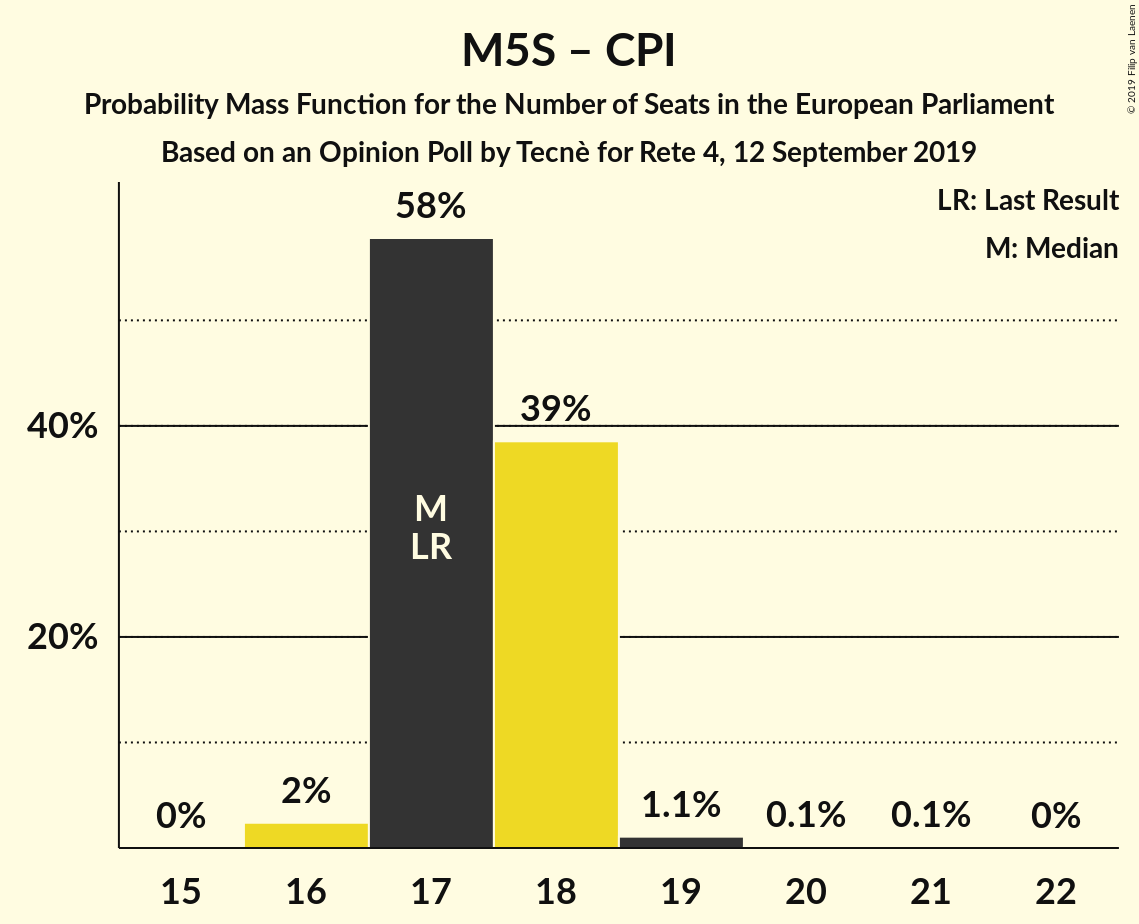 M5S – CPI
Probability Mass Function for the Number of Seats in the European Parliament
Based on an Opinion Poll by Tecnè for Rete 4, 12 September 2019
© 2019 Filip van Laenen
LR: Last Result
M: Median
58%
39%
40%
M
LR
20%
2%
1.1%
0%
0.1%
0.1%
0%
15 16 17 18 19 20 21 22